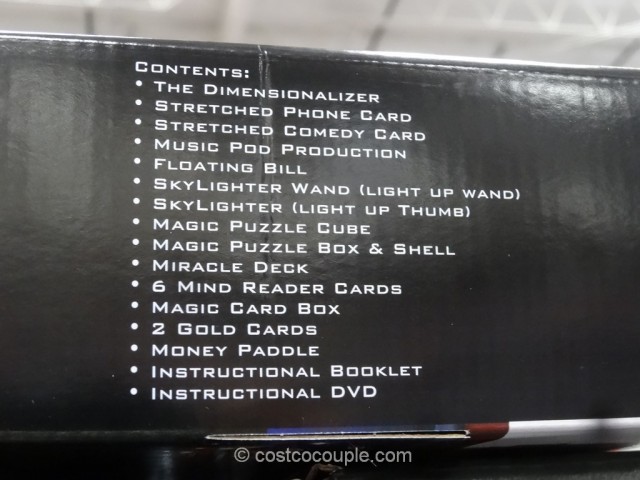 Contents:
• The Dimensionalizer
• Stretched Phone Card
• Stretched Comedy Card
• Music Pod Production
• Floating Bill
• SkyLighter Wand (light up wand)
• SkyLighter (light up Thumb)
• Magic Puzzle Cube
• Magic Puzzle Box & Shell
• Miracle Deck
• 6 Mind Reader Cards
• Magic Card Box
• 2 Gold Cards
• Money Paddle
• Instructional Booklet
• Instructional DVD
© costcocouple.com